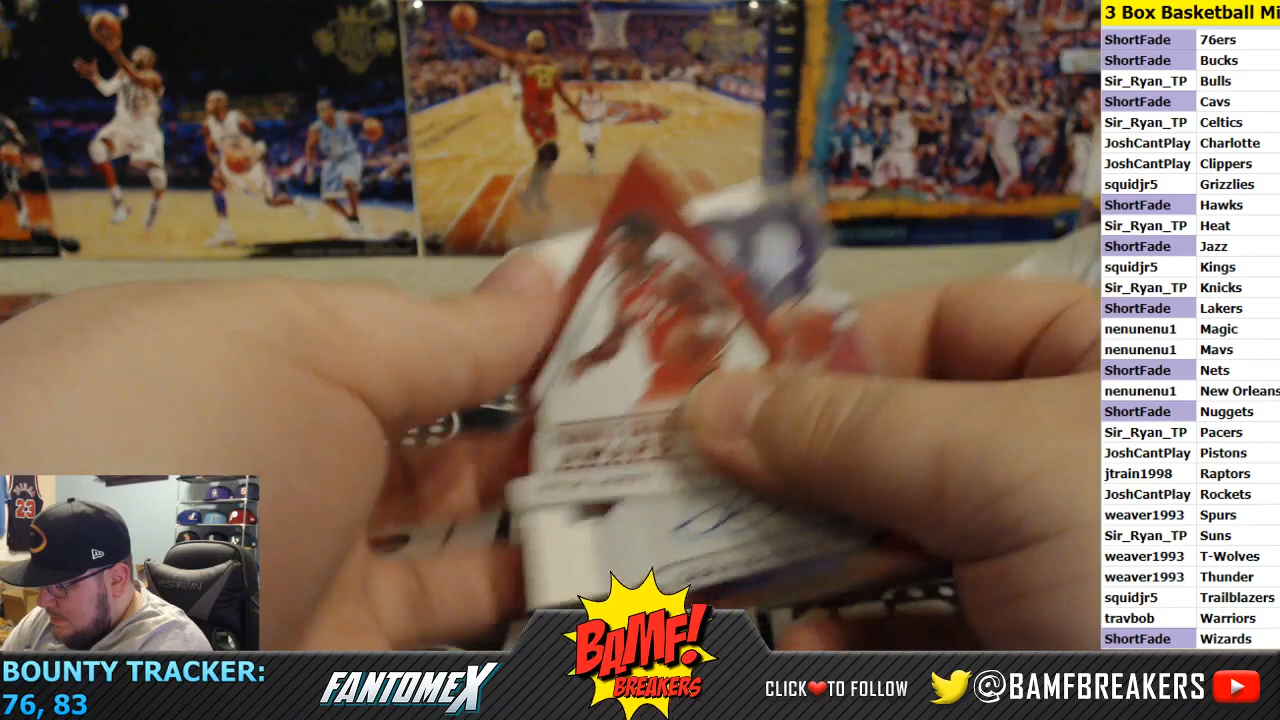 3 Box Basketball Mi
ShortFade 76ers
ShortFade Bucks
Sir_Ryan_TP Bulls
ShortFade Cavs
Sir_Ryan_TP Celtics
JoshCantPlay Charlotte
JoshCantPlay Clippers
squidjr5 Grizzlies
ShortFade Hawks
Sir_Ryan_TP Heat
ShortFade Jazz
squidjr5 Kings
Sir_Ryan_TP Knicks
ShortFade Lakers
nenunenu1 Magic
nenunenu1 Mavs
ShortFade Nets
nenunenu1 New Orleans
ShortFade Nuggets
Sir_Ryan_TP Pacers
JoshCantPlay Pistons
jtrain1998 Raptors
JoshCantPlay Rockets
weaver1993 Spurs
Sir_Ryan_TP Suns
weaver1993 T-Wolves
weaver1993 Thunder
squidjr5 Trailblazers
travbob Warriors
ShortFade Wizards
23
BOUNTY TRACKER:
76, 83
FANTOMEX
BAMF!
BREAKERS
CLICK TO FOLLOW
@BAMFBREAKERS